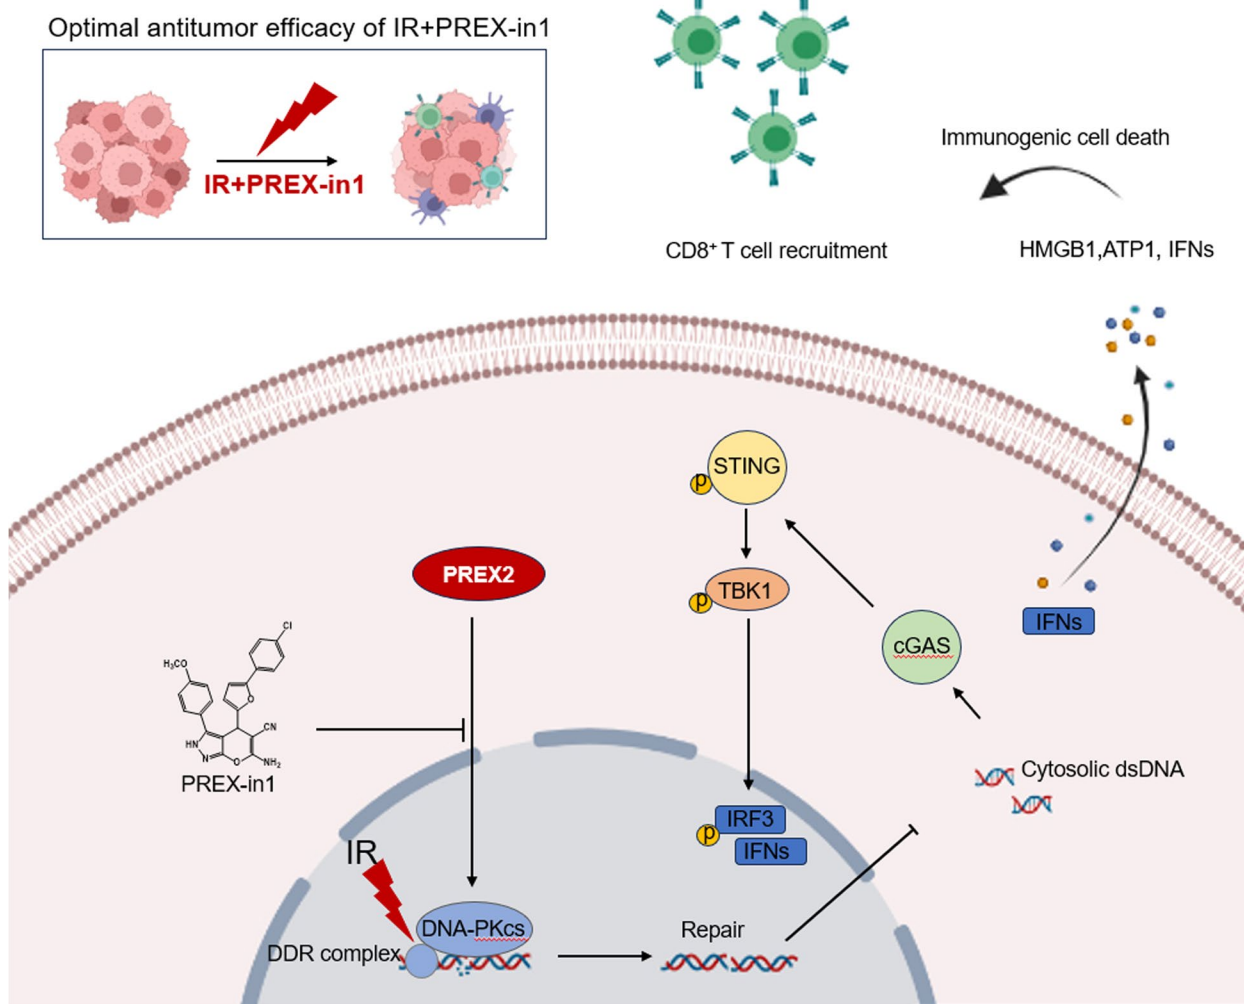 Optimal antitumor efficacy of IR+PREX-in1
IR+PREX-in1
Immunogenic cell death
CD8⁺ T cell recruitment
HMGB1,ATP1, IFNs
STING
p
PREX2
TBK1
p
IFNs
cGAS
Cl
H₃CO
O
CN
HN
N
O
NH₂
PREX-in1
Cytosolic dsDNA
IRF3
p
IFNs
IR
DNA-PKcs
Repair
DDR complex